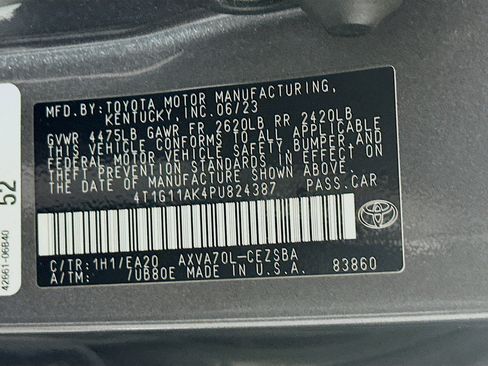 MFD.BY:TOYOTA MOTOR MANUFACTURING,
KENTUCKY,INC.06/23
GVWR 4475LB GAWR FR 2620LB RR 2420LB
THIS VEHICLE CONFORMS TO ALL APPLICABLE
FEDERAL MOTOR VEHICLE SAFETY, BUMPER, AND
THEFT PREVENTION STANDARDS IN EFFECT ON
THE DATE OF MANUFACTURE SHOWN ABOVE.
4T1G11AK4PU824387 PASS.CAR
C/TR:1H1/EA20 AXVA70L-CEZSBA
A/TM: 7U680E MADE IN U.S.A. 83860
52
42661-06B40